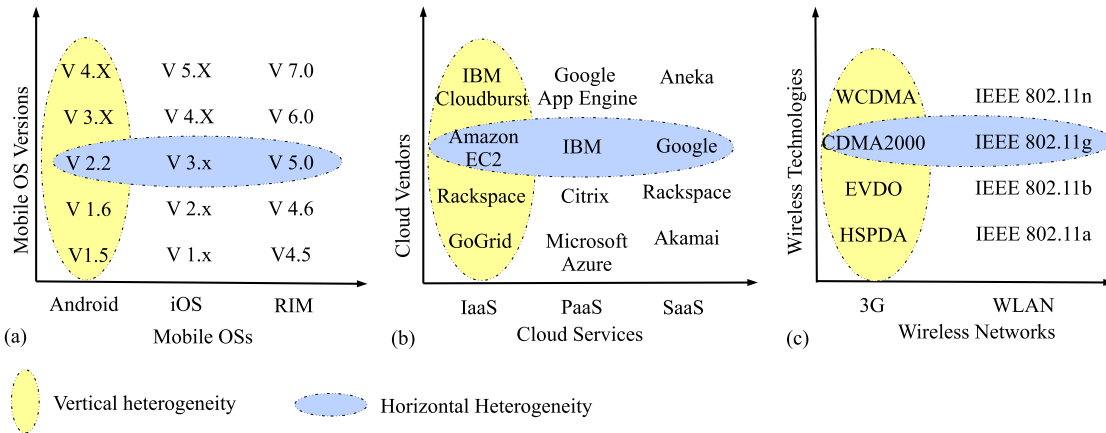 Mobile OS Versions
V 4.X V 5.X V 7.0
V 3.X V 4.X V 6.0
V 2.2 V 3.x V 5.0
V 1.6 V 2.x V 4.6
V1.5 V 1.x V4.5
Android iOS RIM
(a) Mobile OSs
Cloud Vendors
IBM
Cloudburst
Google
App Engine
Aneka
Amazon
EC2
IBM
Google
Rackspace
Citrix
Rackspace
GoGrid
Microsoft
Azure
Akamai
IaaS PaaS SaaS
(b) Cloud Services
Wireless Technologies
WCDMA IEEE 802.11n
CDMA2000 IEEE 802.11g
EVDO IEEE 802.11b
HSPDA IEEE 802.11a
3G WLAN
(c) Wireless Networks
Vertical heterogeneity
Horizontal Heterogeneity